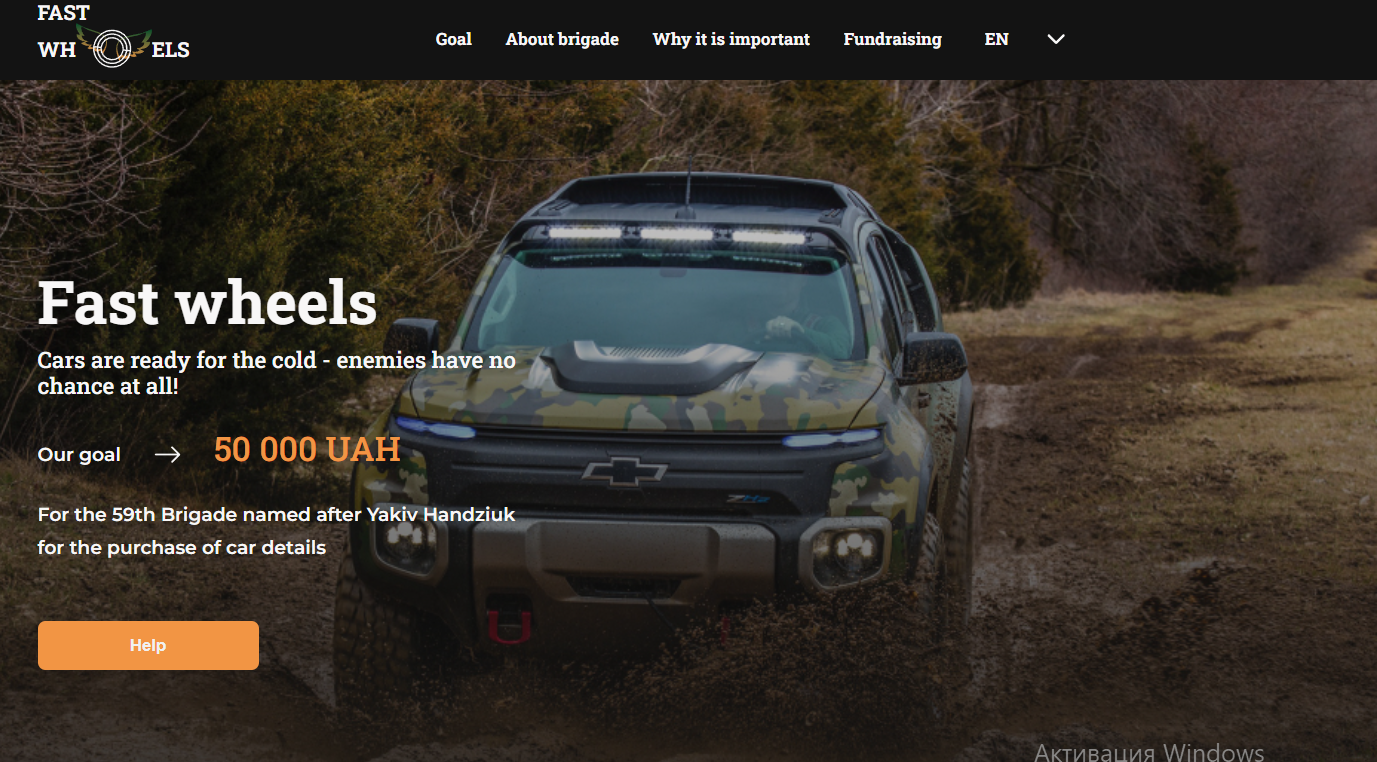 FAST
WH ELS
Goal About brigade Why it is important Fundraising EN
Fast wheels
Cars are ready for the cold - enemies have no
chance at all!
Our goal → 50 000 UAH
For the 59th Brigade named after Yakiv Handziuk
for the purchase of car details
Help
ZH2
Активация Windows